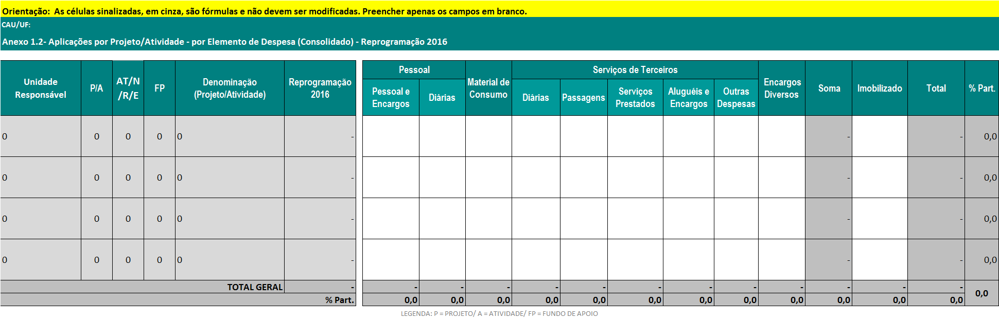 Orientação:  As células sinalizadas, em cinza, são fórmulas e não devem ser modificadas. Preencher apenas os campos em branco.
CAU/UF:
Anexo 1.2- Aplicações por Projeto/Atividade - por Elemento de Despesa (Consolidado) - Reprogramação 2016
Unidade
Responsável
P/A
AT/N
/R/E
FP
Denominação
(Projeto/Atividade)
Reprogramação
2016
Pessoal
Pessoal e
Encargos
Diárias
Material de
Consumo
Serviços de Terceiros
Diárias
Passagens
Serviços
Prestados
Aluguéis e
Encargos
Outras
Despesas
Encargos
Diversos
Soma
Imobilizado
Total
% Part.
0 0 0 0 0 - - - 0,0
0 0 0 0 0 - - - 0,0
0 0 0 0 0 - - - 0,0
0 0 0 0 0 - - - 0,0
TOTAL GERAL - - - - - - - - - - - - -
% Part. 0,0 0,0 0,0 0,0 0,0 0,0 0,0 0,0 0,0 0,0 0,0 0,0 0,0
LEGENDA: P = PROJETO/ A = ATIVIDADE/ FP = FUNDO DE APOIO